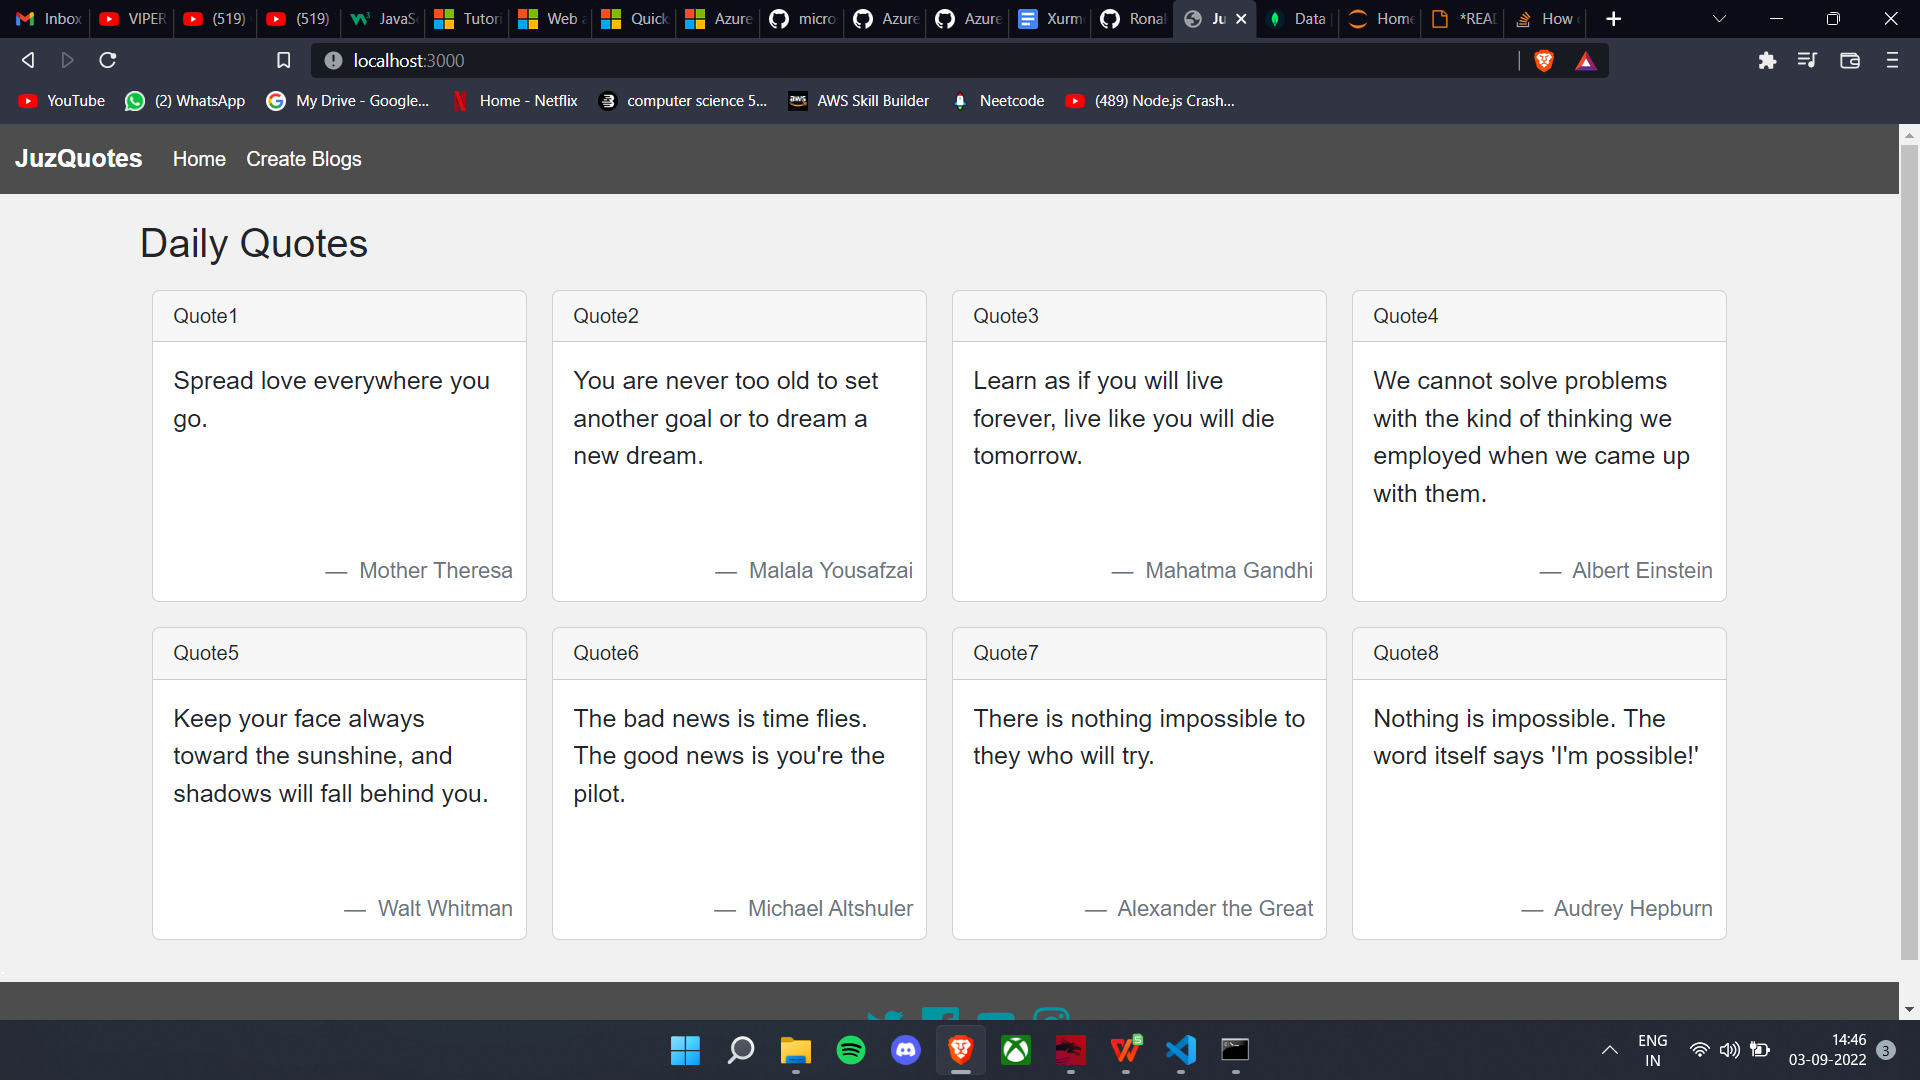 Inbox
VIPER
(519)
(519)
JavaSc
Tutori
Web a
Quick
Azure
micro
Azure
Azure
Xurm
Ronal
Ju
Data
Home
*REA
How
localhost:3000
YouTube
(2) WhatsApp
My Drive - Google...
Home - Netflix
computer science 5...
aws
AWS Skill Builder
Neetcode
(489) Node.js Crash...
JuzQuotes
Home
Create Blogs
Daily Quotes
Quote1
Spread love everywhere you
go.
— Mother Theresa
Quote2
You are never too old to set
another goal or to dream a
new dream.
— Malala Yousafzai
Quote3
Learn as if you will live
forever, live like you will die
tomorrow.
— Mahatma Gandhi
Quote4
We cannot solve problems
with the kind of thinking we
employed when we came up
with them.
— Albert Einstein
Quote5
Keep your face always
toward the sunshine, and
shadows will fall behind you.
— Walt Whitman
Quote6
The bad news is time flies.
The good news is you're the
pilot.
— Michael Altshuler
Quote7
There is nothing impossible to
they who will try.
— Alexander the Great
Quote8
Nothing is impossible. The
word itself says 'I'm possible!'
— Audrey Hepburn
ENG
IN
14:46
03-09-2022
3